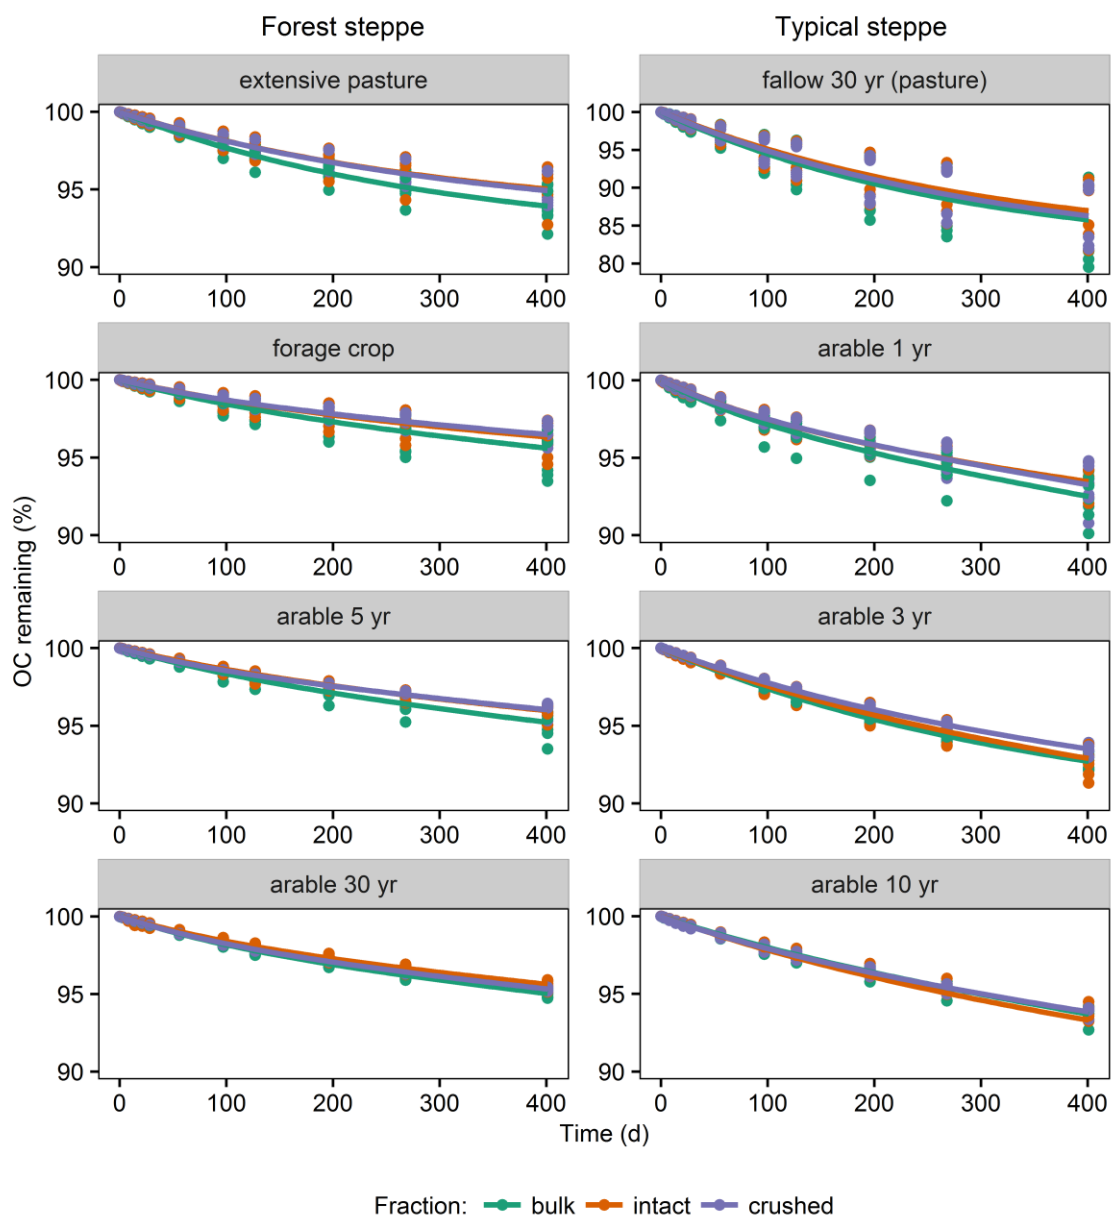 Forest steppe
Typical steppe
extensive pasture
fallow 30 yr (pasture)
100
95
90
0 100 200 300 400
100
95
90
85
80
0 100 200 300 400
forage crop
arable 1 yr
100
95
90
0 100 200 300 400
100
95
90
0 100 200 300 400
arable 5 yr
arable 3 yr
100
95
90
0 100 200 300 400
100
95
90
0 100 200 300 400
arable 30 yr
arable 10 yr
100
95
90
0 100 200 300 400
100
95
90
0 100 200 300 400
OC remaining (%)
Time (d)
Fraction: bulk intact crushed